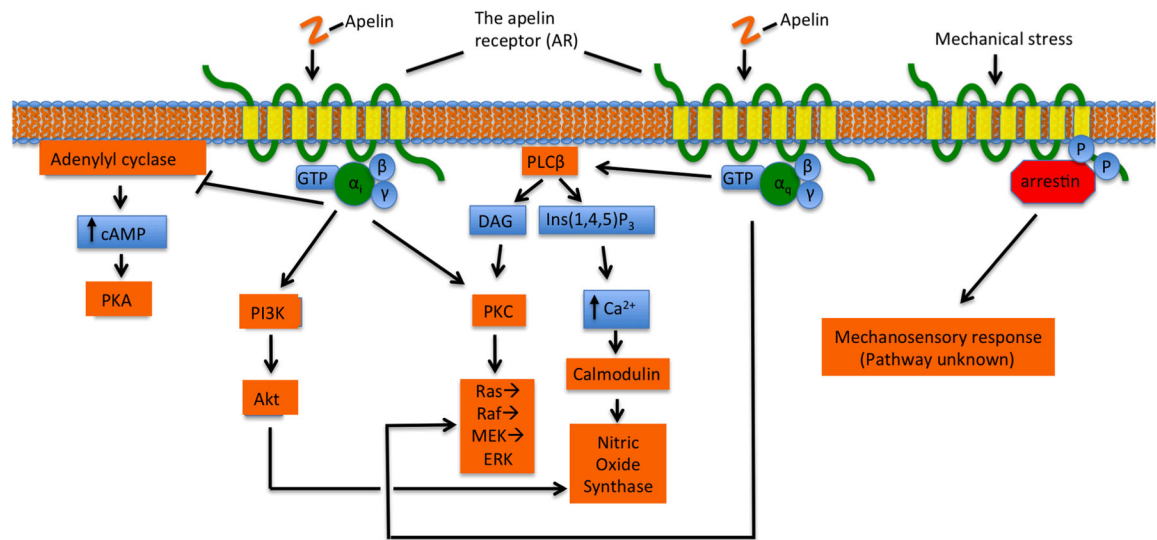 Apelin
The apelin
receptor (AR)
Apelin
Mechanical stress
Adenylyl cyclase
GTP
αi
β
γ
PLCβ
GTP
αq
β
γ
P
P
arrestin
cAMP
DAG
Ins(1,4,5)P3
PKA
PI3K
PKC
Ca2+
Mechanosensory response
(Pathway unknown)
Akt
Ras→
Raf→
MEK→
ERK
Calmodulin
Nitric
Oxide
Synthase